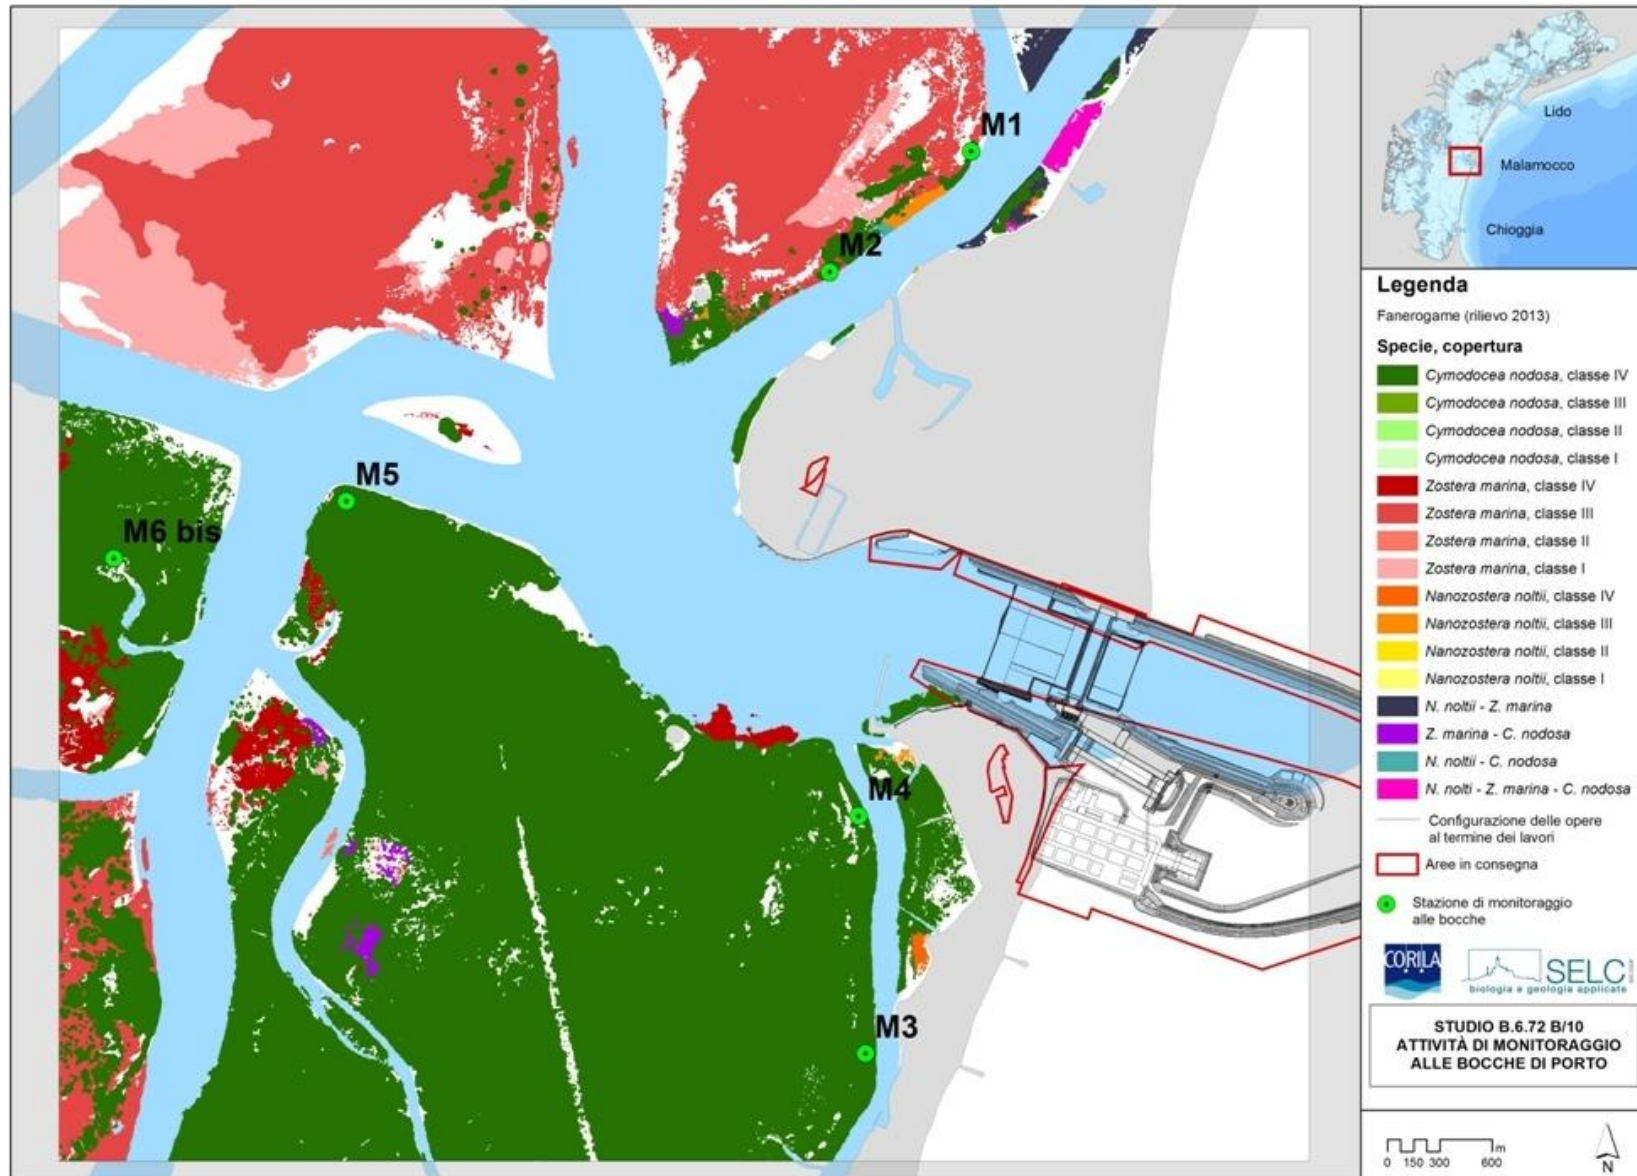 M1
M2
M5
M6 bis
M4
M3
Lido
Malamocco
Chioggia
Legenda
Fanerogame (rilievo 2013)
Specie, copertura
Cymodocea nodosa, classe IV
Cymodocea nodosa, classe III
Cymodocea nodosa, classe II
Cymodocea nodosa, classe I
Zostera marina, classe IV
Zostera marina, classe III
Zostera marina, classe II
Zostera marina, classe I
Nanozostera noltii, classe IV
Nanozostera noltii, classe III
Nanozostera noltii, classe II
Nanozostera noltii, classe I
N. noltii - Z. marina
Z. marina - C. nodosa
N. noltii - C. nodosa
N. nolti - Z. marina - C. nodosa
Configurazione delle opere
al termine dei lavori
Aree in consegna
Stazione di monitoraggio
alle bocche
CORILA
SELC
biologia e geologia applicate
STUDIO B.6.72 B/10
ATTIVITÀ DI MONITORAGGIO
ALLE BOCCHE DI PORTO
m
0 150 300 600
N